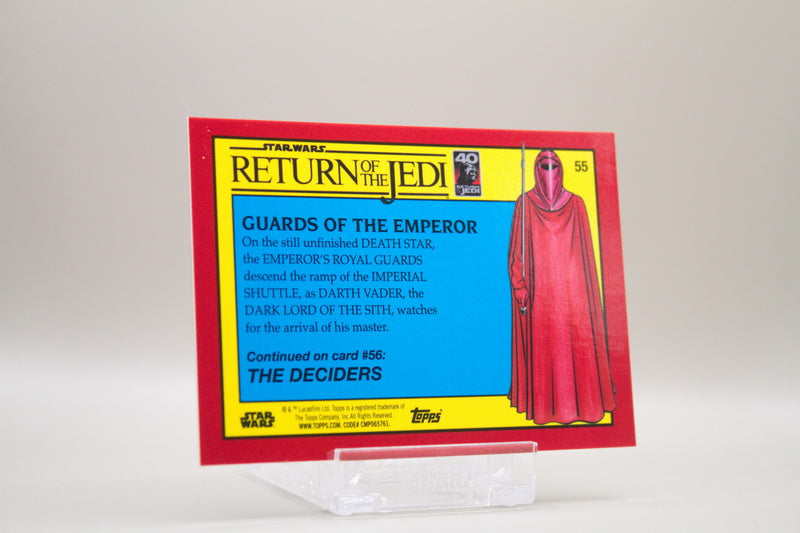 STAR WARS
RETURN OF THE JEDI
40
RETURN OF THE JEDI
55
GUARDS OF THE EMPEROR
On the still unfinished DEATH STAR,
the EMPEROR'S ROYAL GUARDS
descend the ramp of the IMPERIAL
SHUTTLE, as DARTH VADER, the
DARK LORD OF THE SITH, watches
for the arrival of his master.
Continued on card #56:
THE DECIDERS
STAR WARS
© & ™ Lucasfilm Ltd. Topps is a registered trademark of
The Topps Company, Inc. All Rights Reserved.
WWW.TOPPS.COM. CODE# CMP065761.
topps